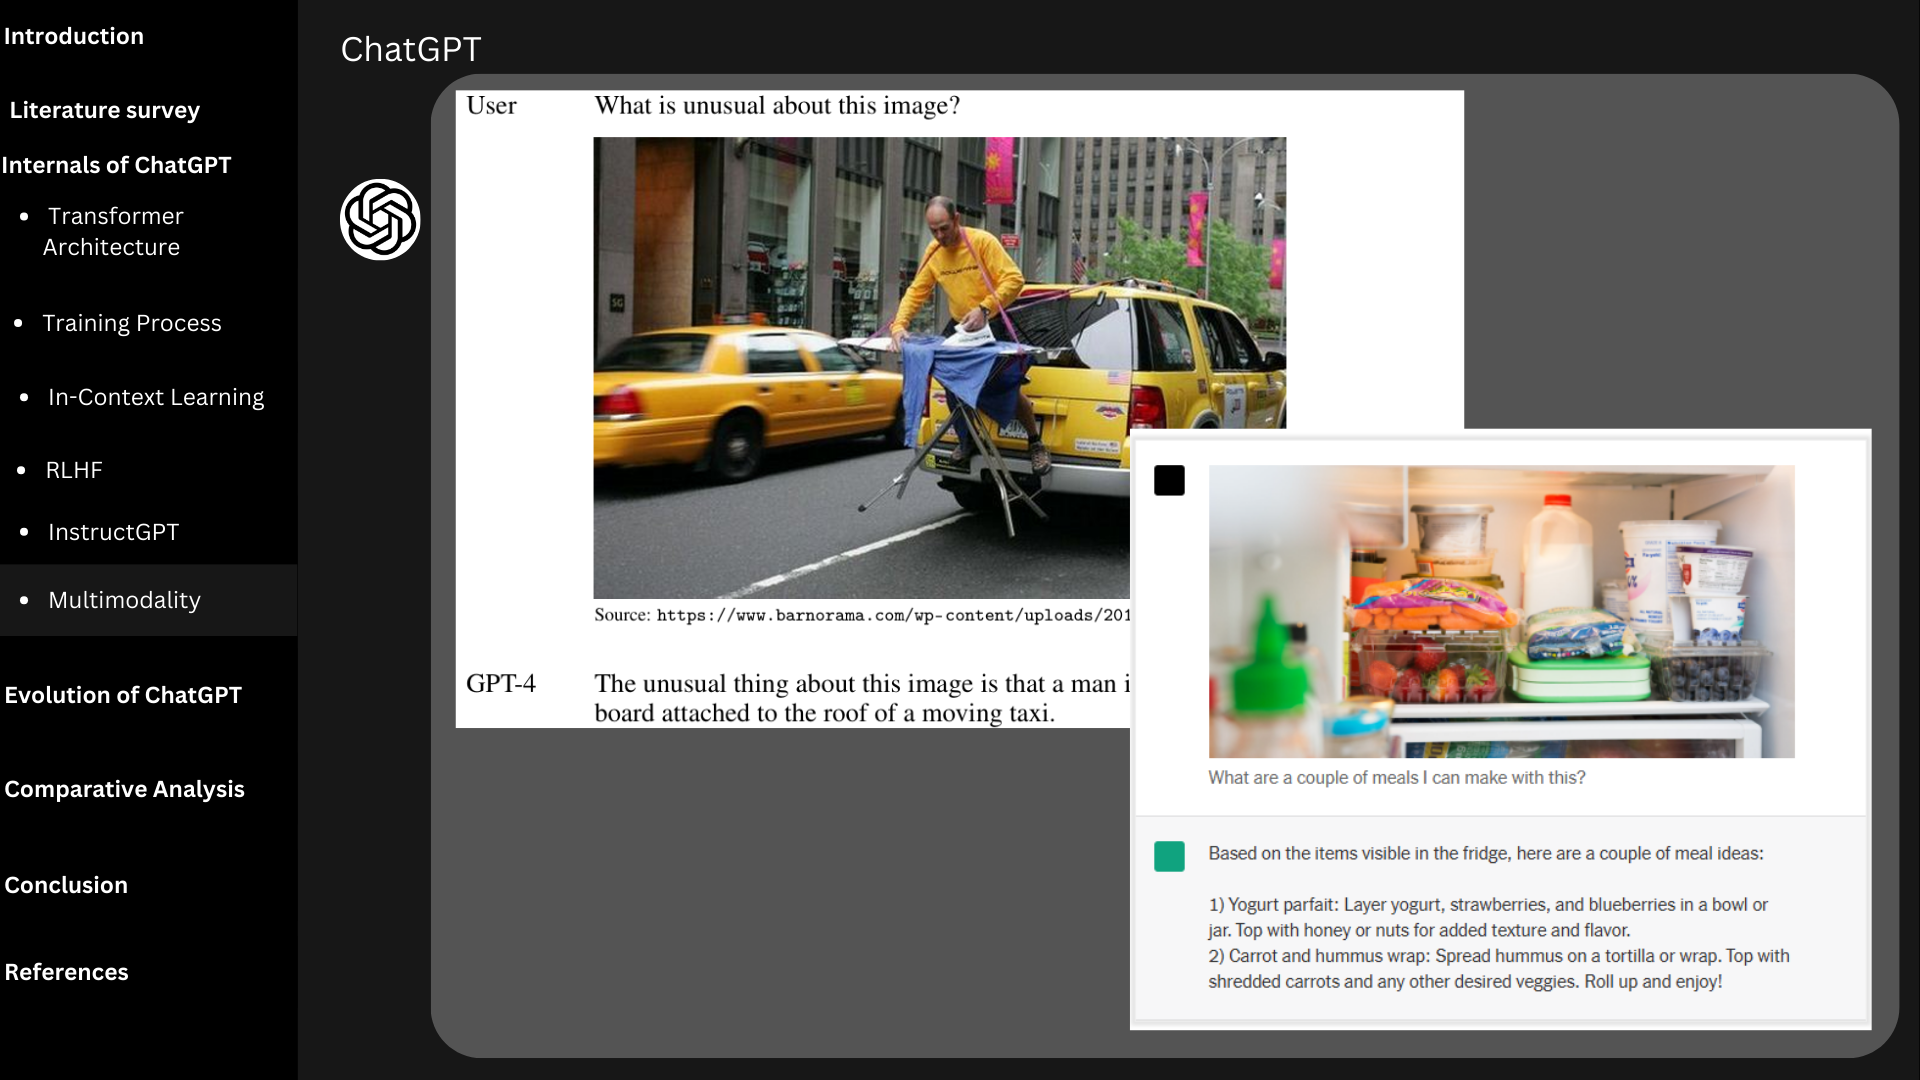 Introduction
Literature survey
Internals of ChatGPT
• Transformer
Architecture
• Training Process
• In-Context Learning
• RLHF
• InstructGPT
• Multimodality
Evolution of ChatGPT
Comparative Analysis
Conclusion
References
ChatGPT
User What is unusual about this image?
SG
Source: https://www.barnorama.com/wp-content/uploads/201
GPT-4 The unusual thing about this image is that a man i
board attached to the roof of a moving taxi.
What are a couple of meals I can make with this?
Based on the items visible in the fridge, here are a couple of meal ideas:
1) Yogurt parfait: Layer yogurt, strawberries, and blueberries in a bowl or
jar. Top with honey or nuts for added texture and flavor.
2) Carrot and hummus wrap: Spread hummus on a tortilla or wrap. Top with
shredded carrots and any other desired veggies. Roll up and enjoy!